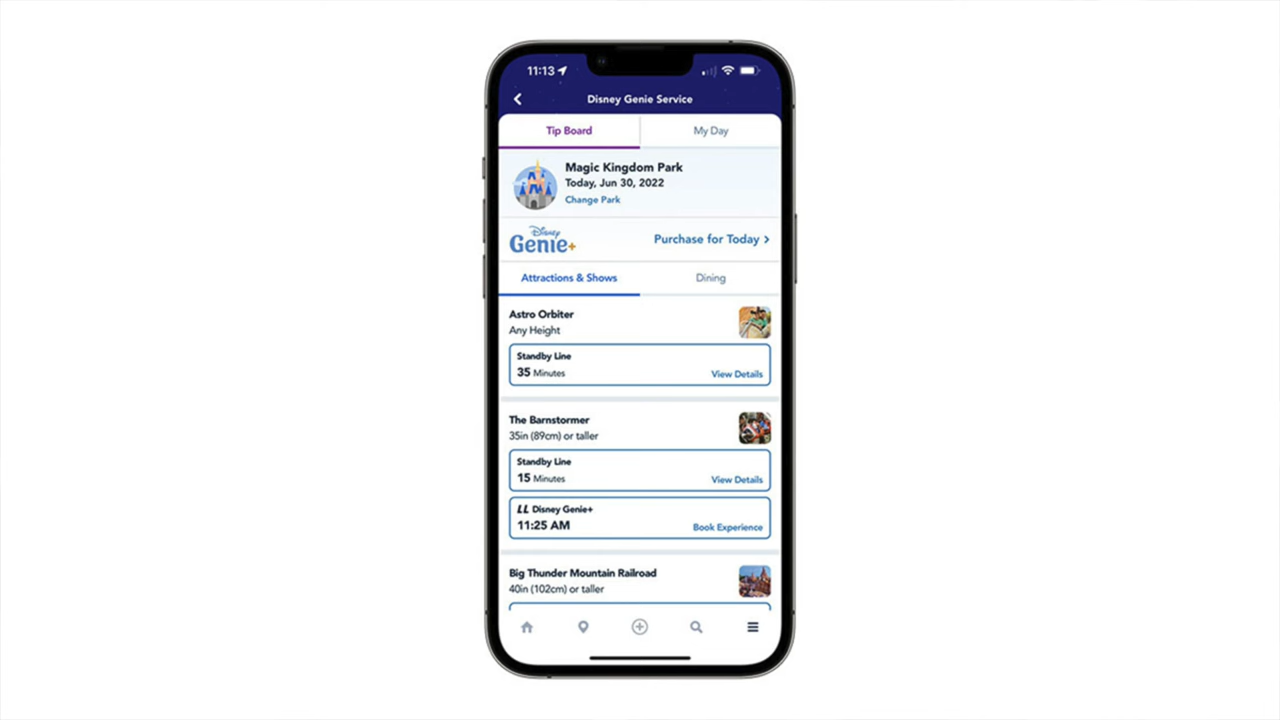 11:13
Disney Genie Service
Tip Board
My Day
Magic Kingdom Park
Today, Jun 30, 2022
Change Park
Disney
Genie+
Purchase for Today >
Attractions & Shows
Dining
Astro Orbiter
Any Height
Standby Line
35 Minutes
View Details
The Barnstormer
35in (89cm) or taller
Standby Line
15 Minutes
View Details
LL Disney Genie+
11:25 AM
Book Experience
Big Thunder Mountain Railroad
40in (102cm) or taller